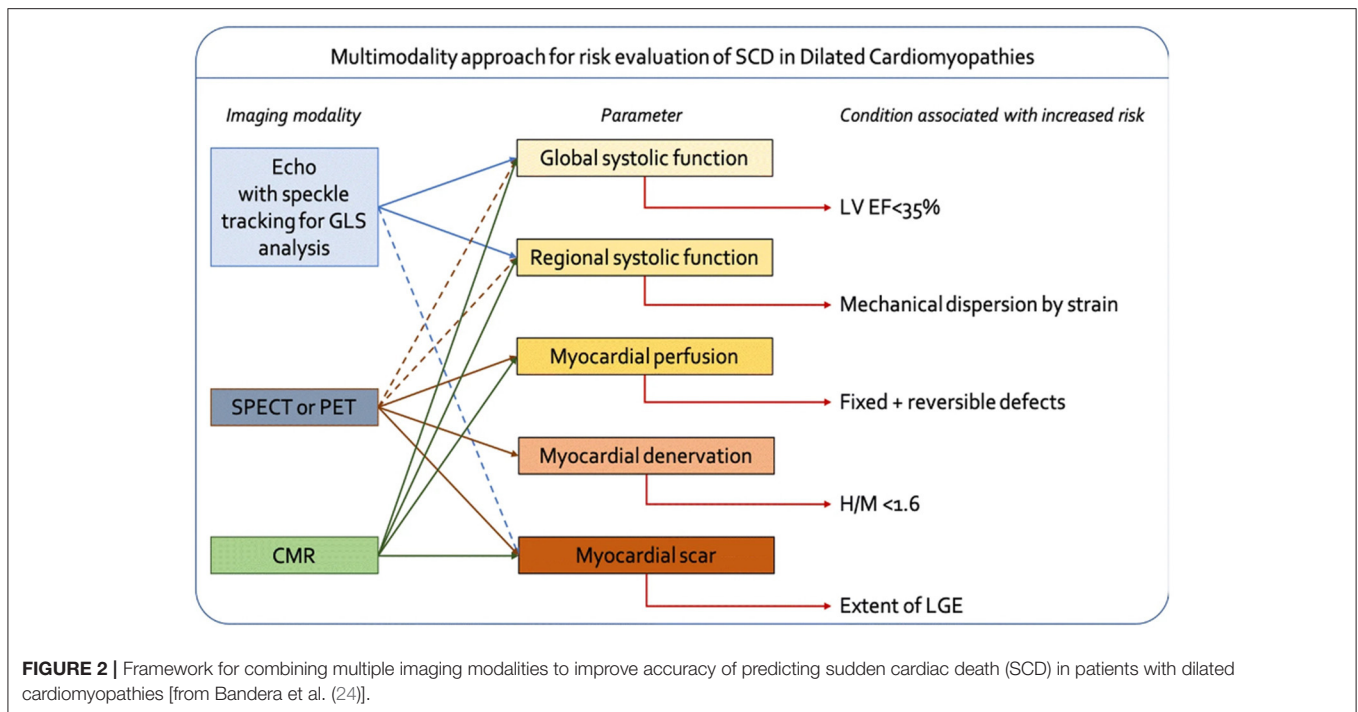 Multimodality approach for risk evaluation of SCD in Dilated Cardiomyopathies
Imaging modality
Parameter
Condition associated with increased risk
Echo
with speckle
tracking for GLS
analysis
Global systolic function
LV EF<35%
Regional systolic function
Mechanical dispersion by strain
Myocardial perfusion
SPECT or PET
Fixed + reversible defects
Myocardial denervation
H/M <1.6
CMR
Myocardial scar
Extent of LGE
FIGURE 2 | Framework for combining multiple imaging modalities to improve accuracy of predicting sudden cardiac death (SCD) in patients with dilated
cardiomyopathies [from Bandera et al. (24)].